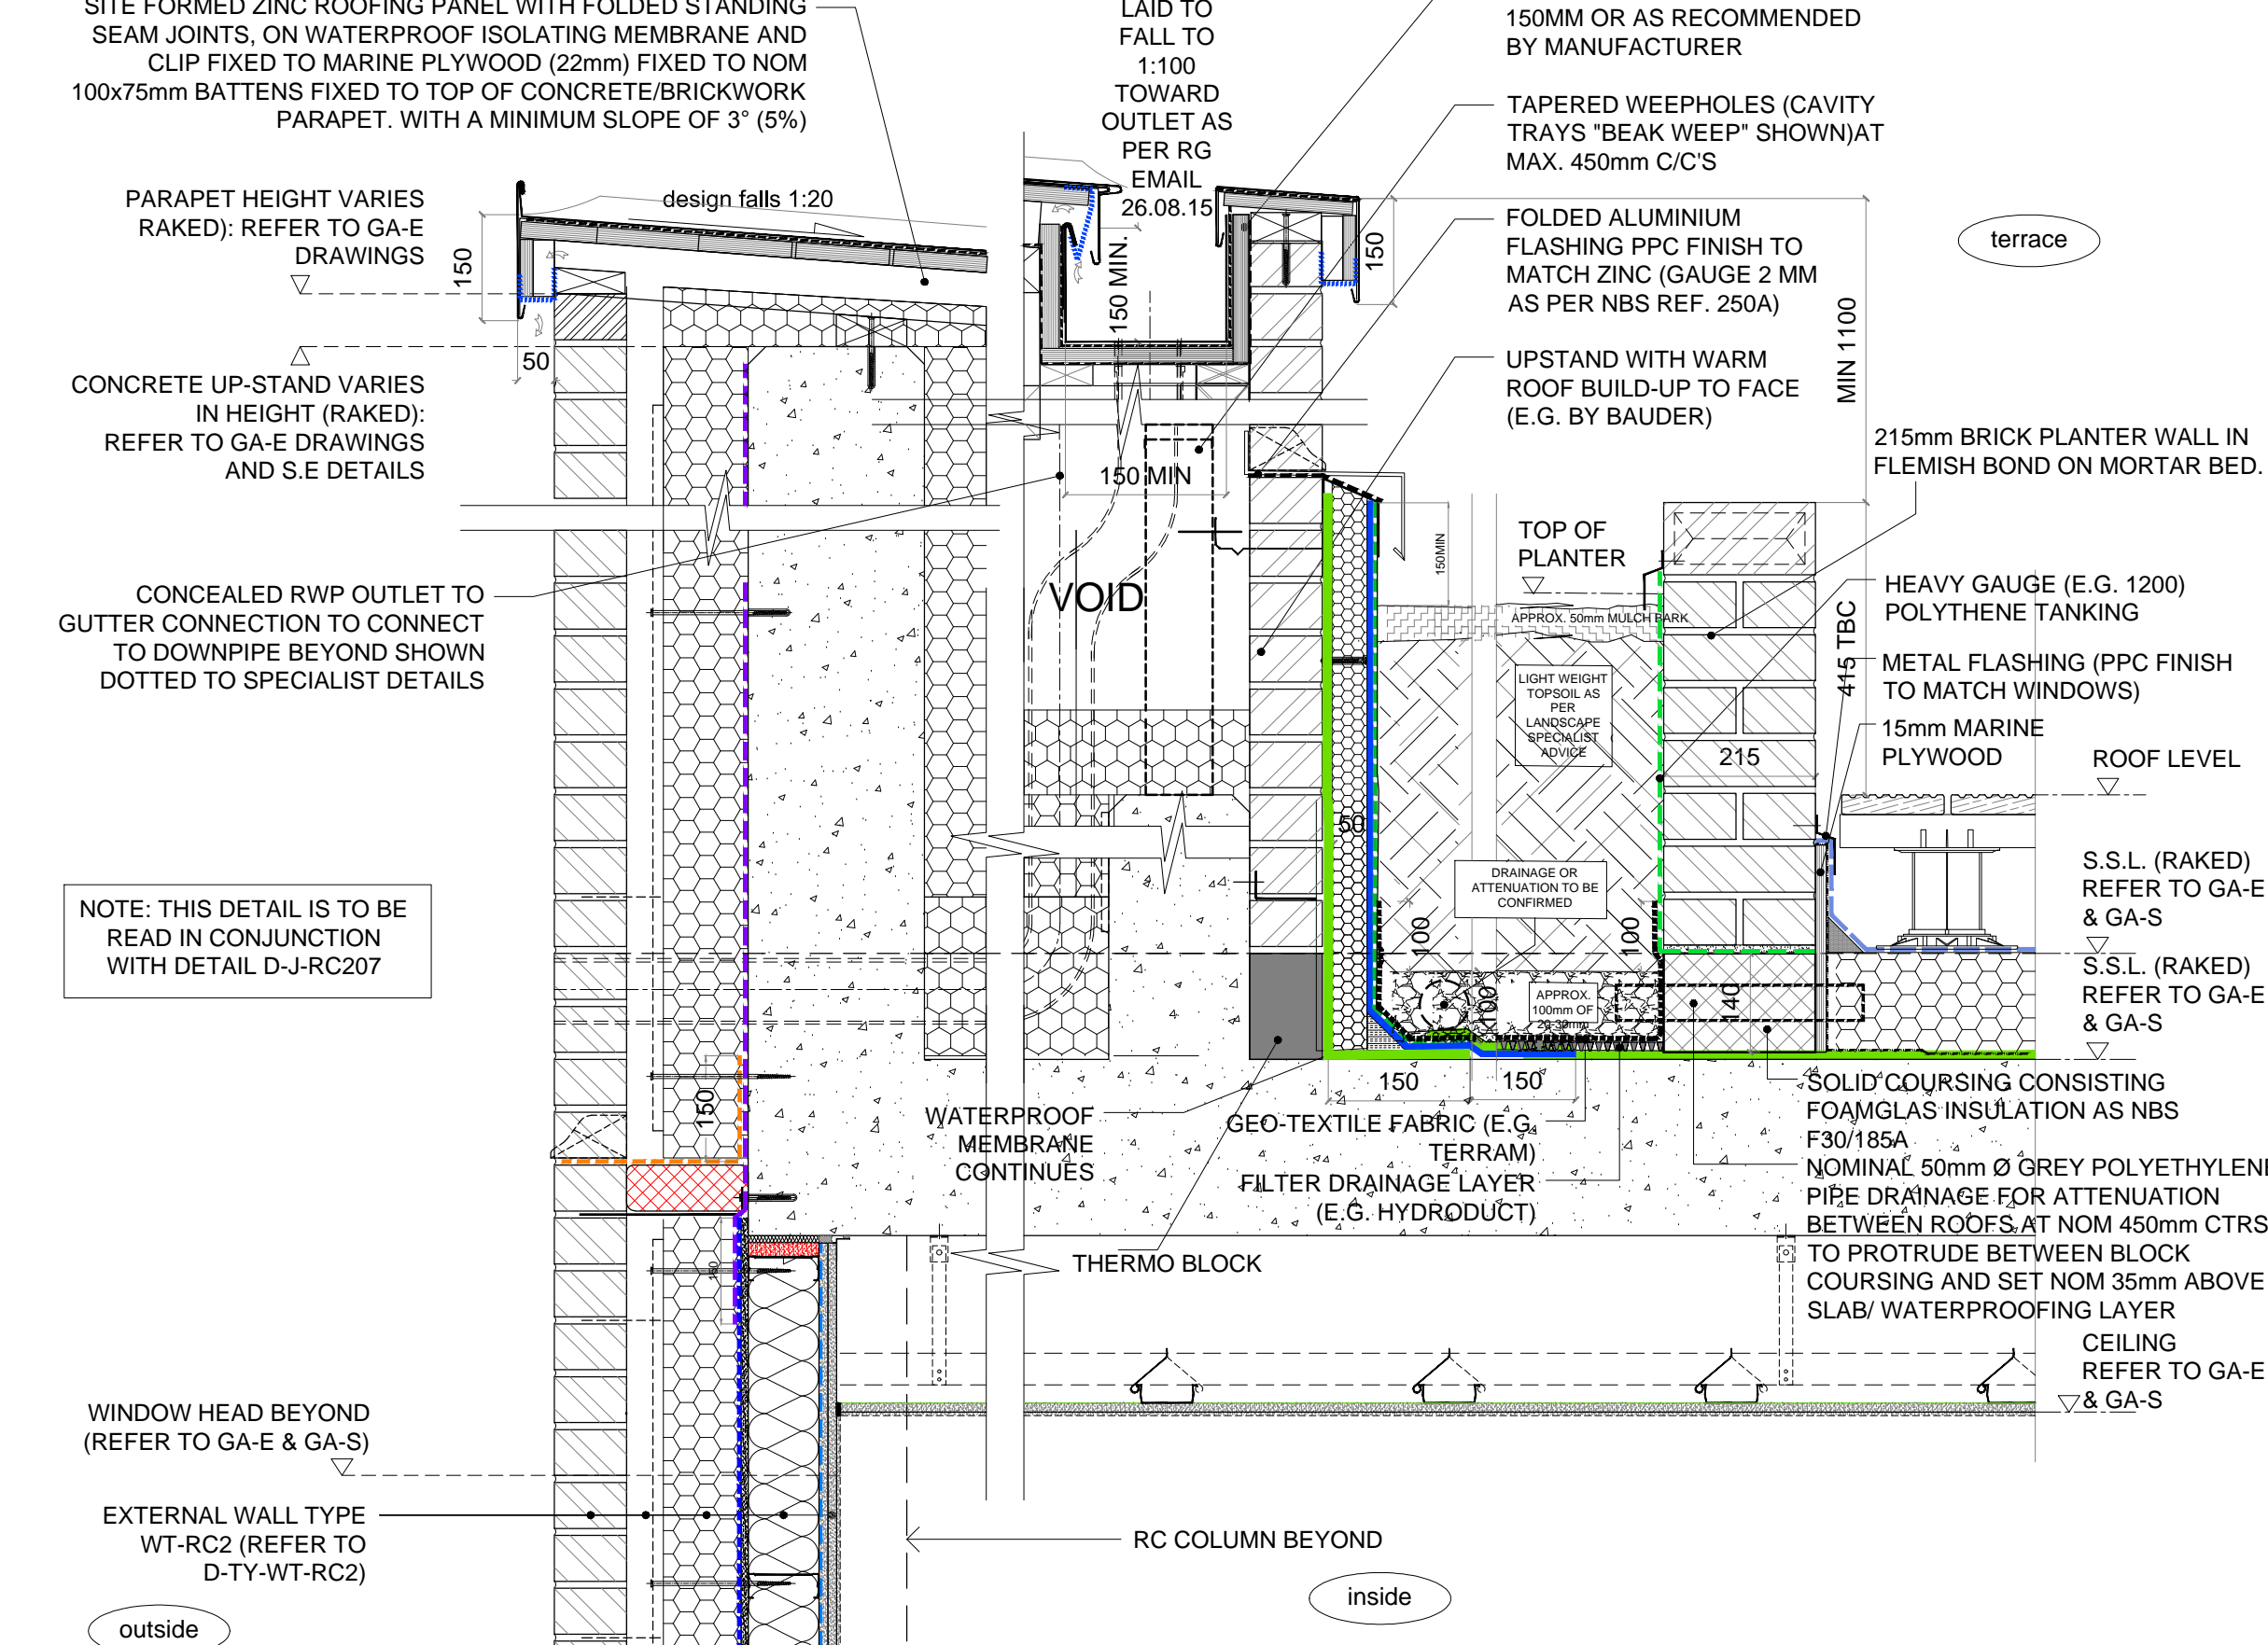 SITE FORMED ZINC ROOFING PANEL WITH FOLDED STANDING
SEAM JOINTS, ON WATERPROOF ISOLATING MEMBRANE AND
CLIP FIXED TO MARINE PLYWOOD (22mm) FIXED TO NOM
100x75mm BATTENS FIXED TO TOP OF CONCRETE/BRICKWORK
PARAPET. WITH A MINIMUM SLOPE OF 3° (5%)
LAID TO
FALL TO
1:100
TOWARD
OUTLET AS
PER RG
EMAIL
26.08.15
150MM OR AS RECOMMENDED
BY MANUFACTURER
TAPERED WEEPHOLES (CAVITY
TRAYS "BEAK WEEP" SHOWN)AT
MAX. 450mm C/C'S
FOLDED ALUMINIUM
FLASHING PPC FINISH TO
MATCH ZINC (GAUGE 2 MM
AS PER NBS REF. 250A)
UPSTAND WITH WARM
ROOF BUILD-UP TO FACE
(E.G. BY BAUDER)
terrace
PARAPET HEIGHT VARIES
RAKED): REFER TO GA-E
DRAWINGS
design falls 1:20
150
50
150 MIN.
150
MIN 1100
CONCRETE UP-STAND VARIES
IN HEIGHT (RAKED):
REFER TO GA-E DRAWINGS
AND S.E DETAILS
150 MIN
215mm BRICK PLANTER WALL IN
FLEMISH BOND ON MORTAR BED.
CONCEALED RWP OUTLET TO
GUTTER CONNECTION TO CONNECT
TO DOWNPIPE BEYOND SHOWN
DOTTED TO SPECIALIST DETAILS
VOID
150MIN
TOP OF
PLANTER
APPROX. 50mm MULCH BARK
LIGHT WEIGHT
TOPSOIL AS
PER
LANDSCAPE
SPECIALIST
ADVICE
HEAVY GAUGE (E.G. 1200)
POLYTHENE TANKING
415 TBC
METAL FLASHING (PPC FINISH
TO MATCH WINDOWS)
15mm MARINE
PLYWOOD
215
ROOF LEVEL
50
NOTE: THIS DETAIL IS TO BE
READ IN CONJUNCTION
WITH DETAIL D-J-RC207
DRAINAGE OR
ATTENUATION TO BE
CONFIRMED
100
100
S.S.L. (RAKED)
REFER TO GA-E
& GA-S
S.S.L. (RAKED)
REFER TO GA-E
& GA-S
100
APPROX.
100mm OF
20-30mm
140
150
150
150
WATERPROOF
MEMBRANE
CONTINUES
GEO-TEXTILE FABRIC (E.G.
TERRAM)
FILTER DRAINAGE LAYER
(E.G. HYDRODUCT)
THERMO BLOCK
SOLID COURSING CONSISTING
FOAMGLAS INSULATION AS NBS
F30/185A
NOMINAL 50mm Ø GREY POLYETHYLENE
PIPE DRAINAGE FOR ATTENUATION
BETWEEN ROOFS AT NOM 450mm CTRS
TO PROTRUDE BETWEEN BLOCK
COURSING AND SET NOM 35mm ABOVE
SLAB/ WATERPROOFING LAYER
150
CEILING
REFER TO GA-E
& GA-S
WINDOW HEAD BEYOND
(REFER TO GA-E & GA-S)
EXTERNAL WALL TYPE
WT-RC2 (REFER TO
D-TY-WT-RC2)
RC COLUMN BEYOND
inside
outside